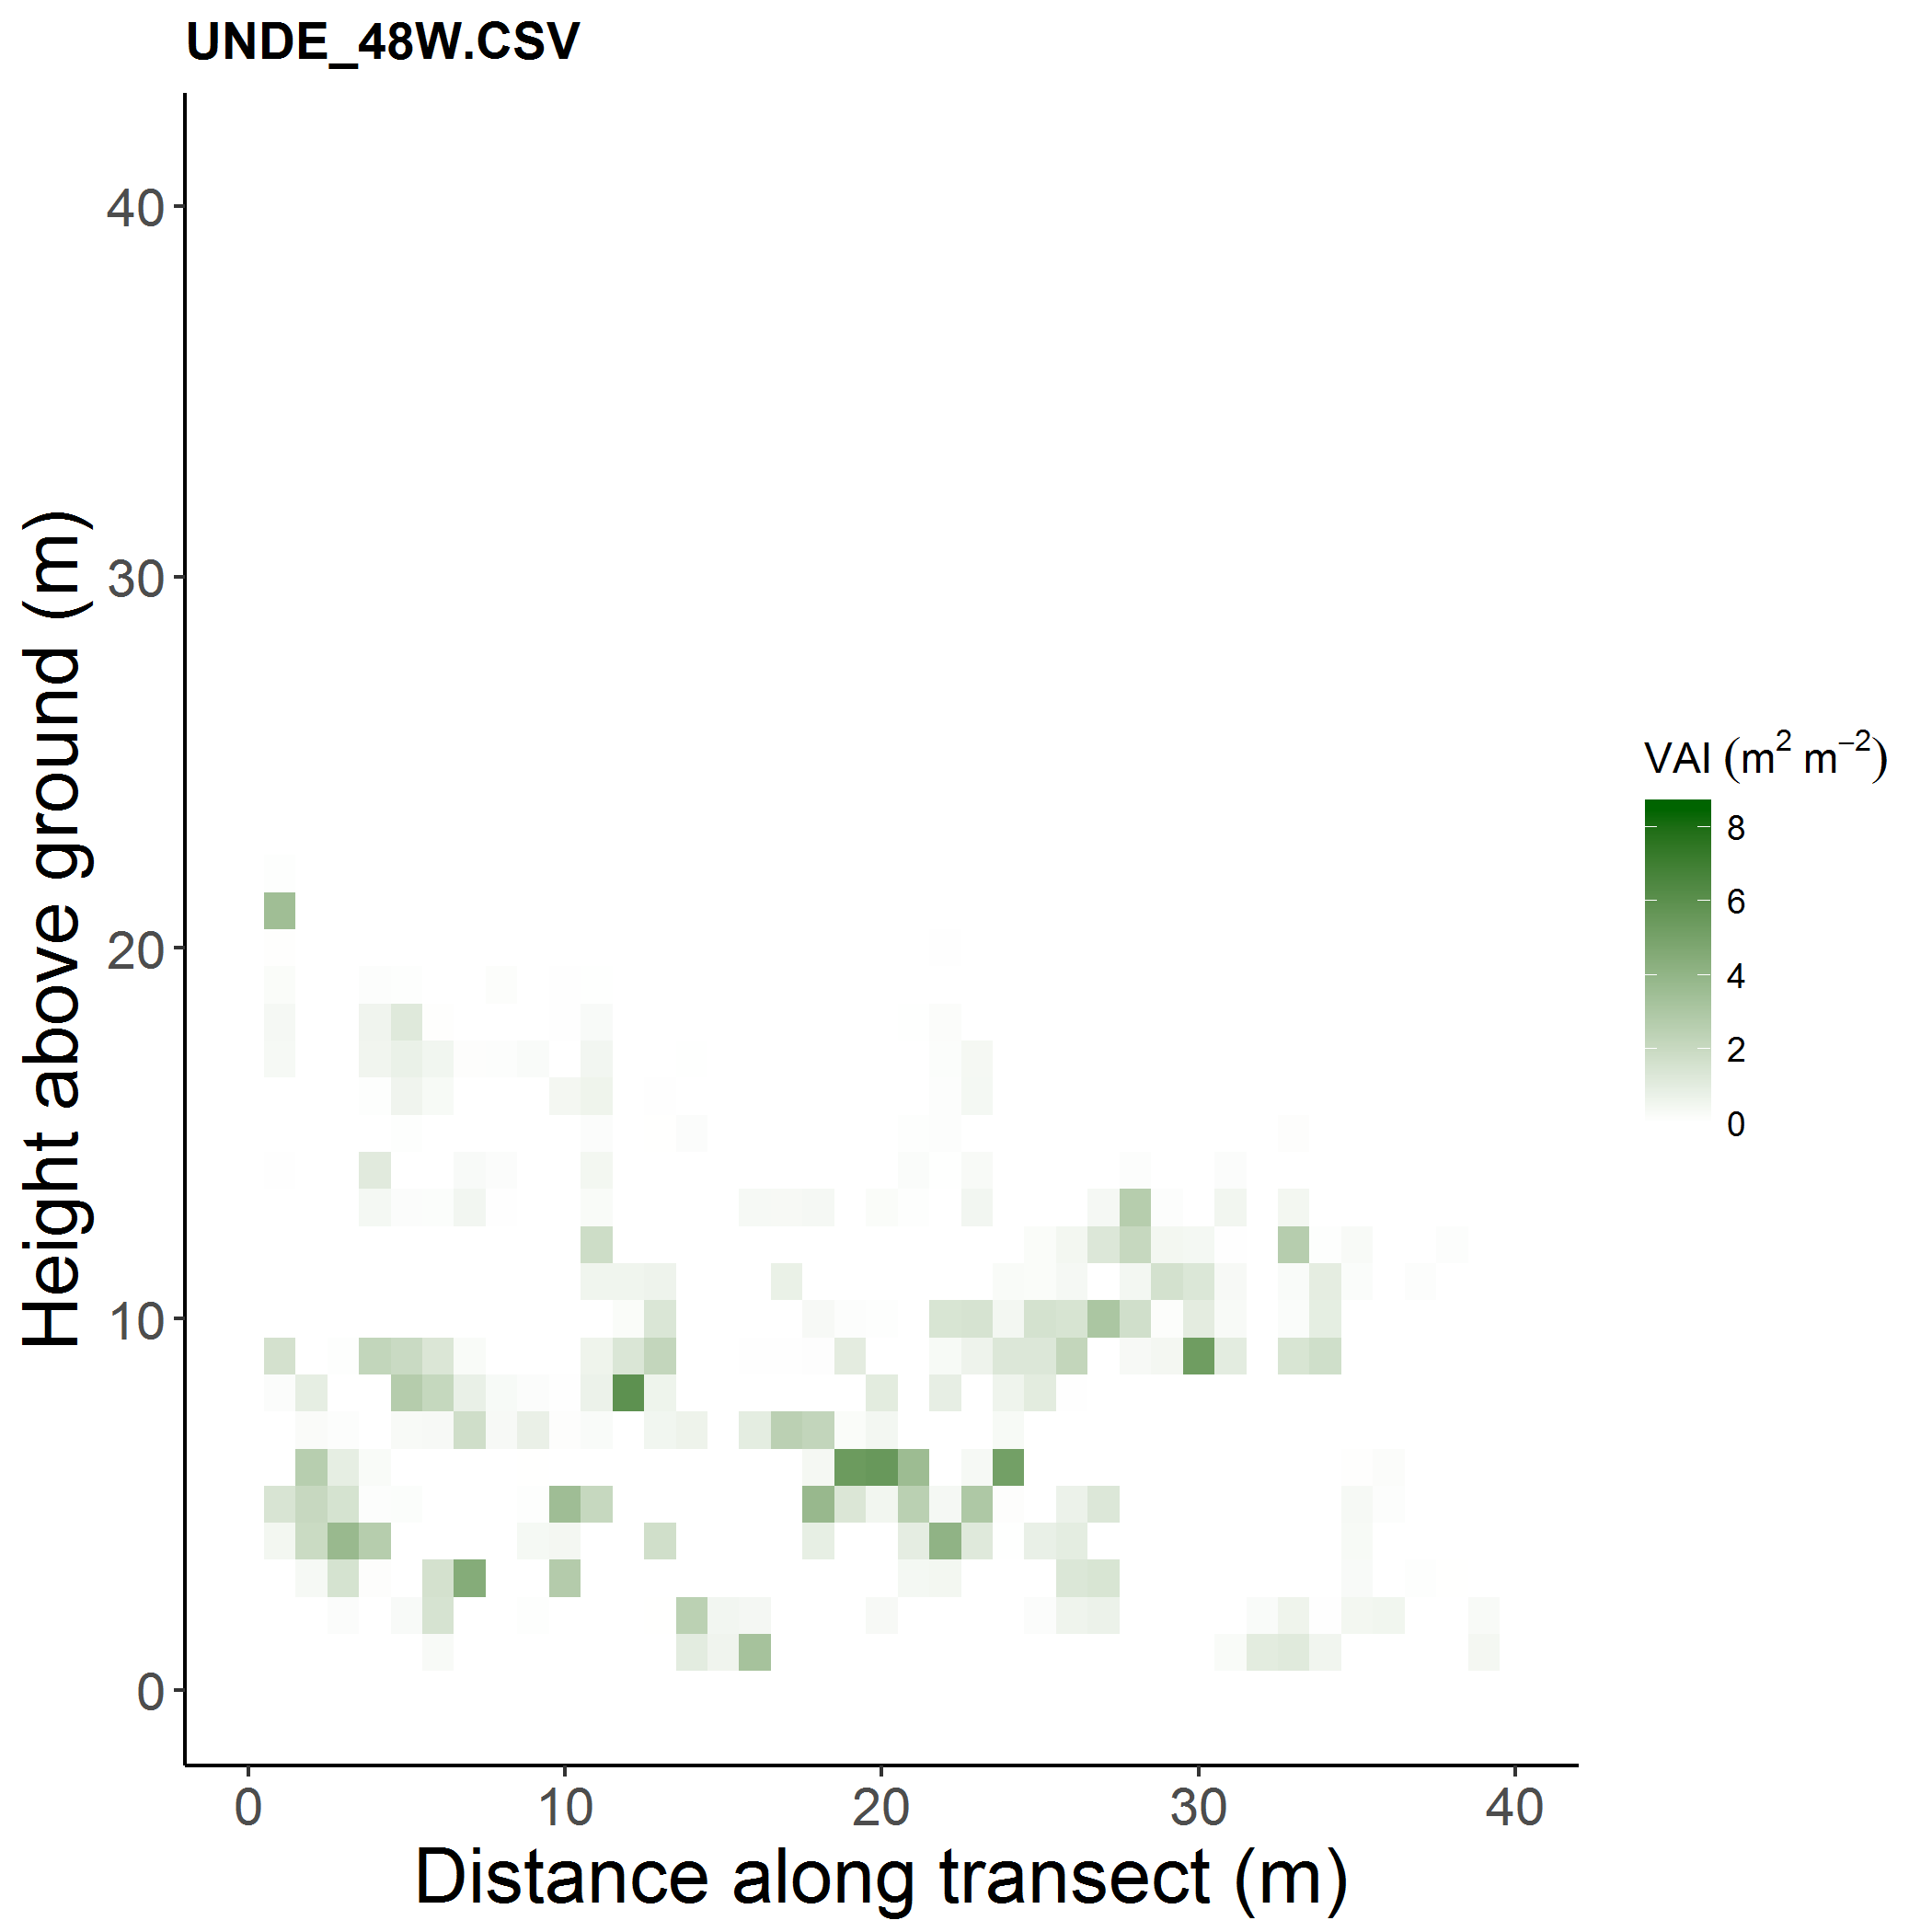 UNDE_48W.CSV
40
30
20
10
0
Height above ground (m)
0 10 20 30 40
Distance along transect (m)
VAI (m² m⁻²)
8
6
4
2
0